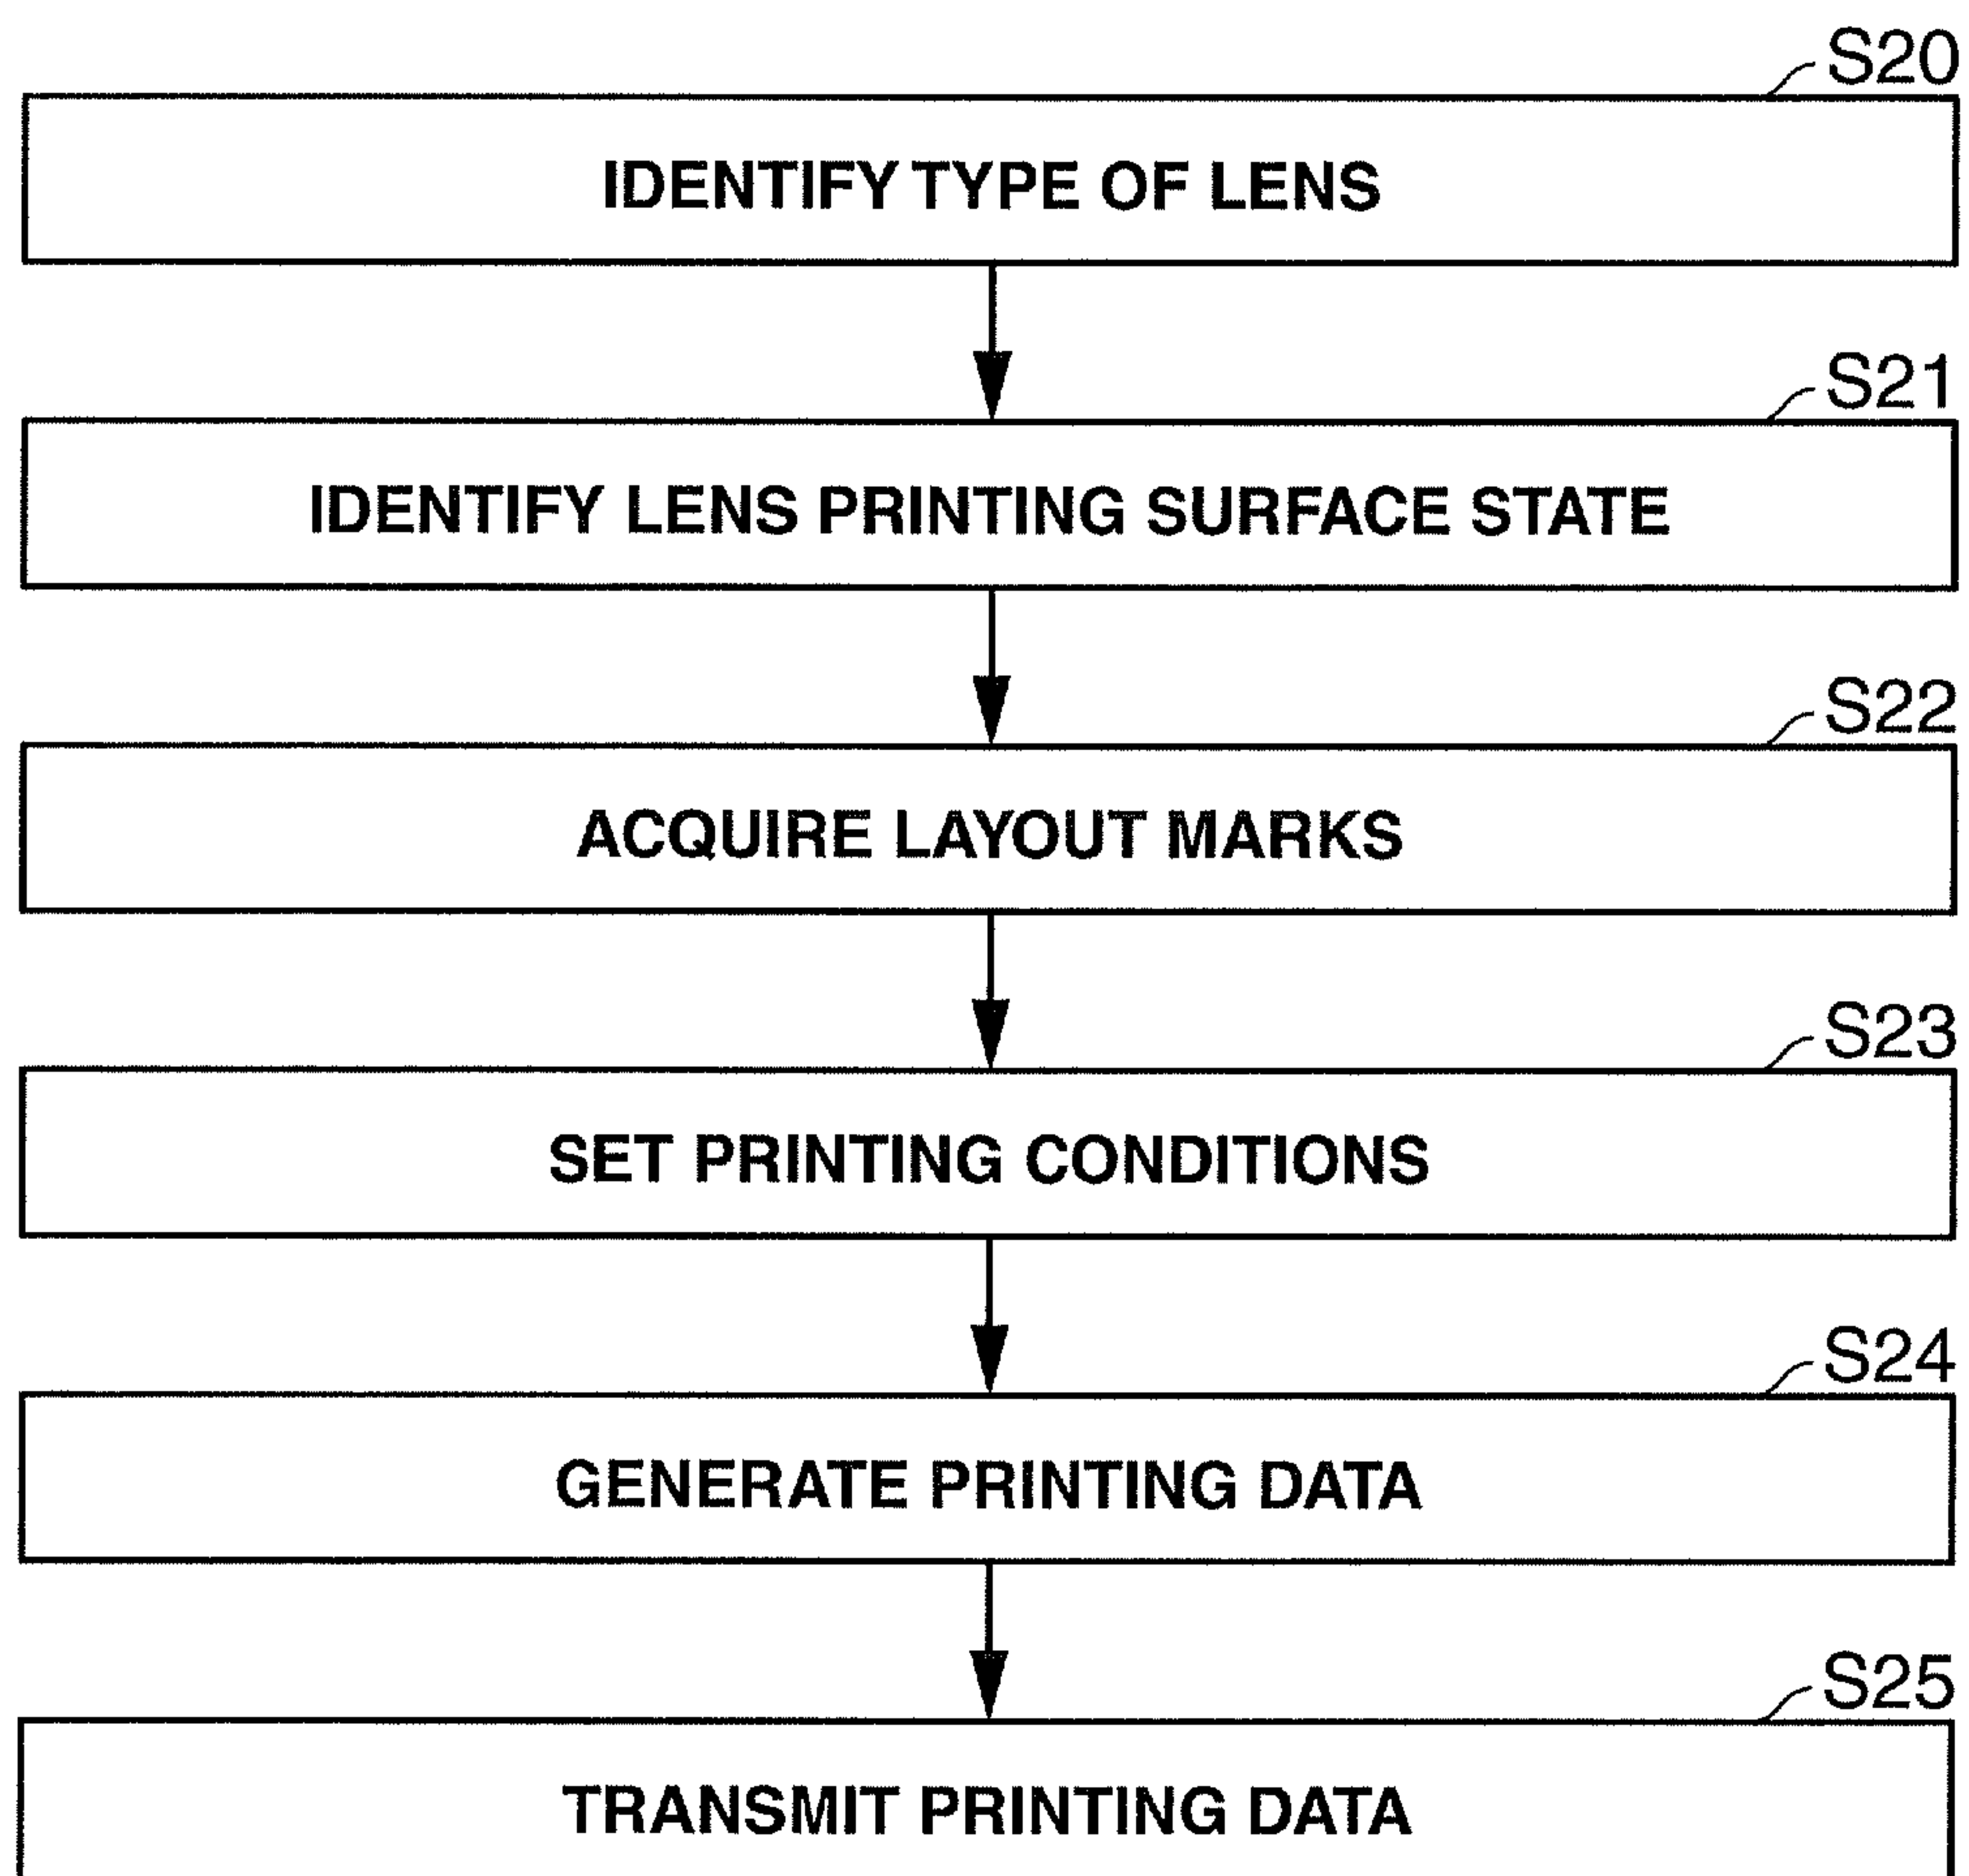 S20
IDENTIFY TYPE OF LENS
S21
IDENTIFY LENS PRINTING SURFACE STATE
S22
ACQUIRE LAYOUT MARKS
S23
SET PRINTING CONDITIONS
S24
GENERATE PRINTING DATA
S25
TRANSMIT PRINTING DATA